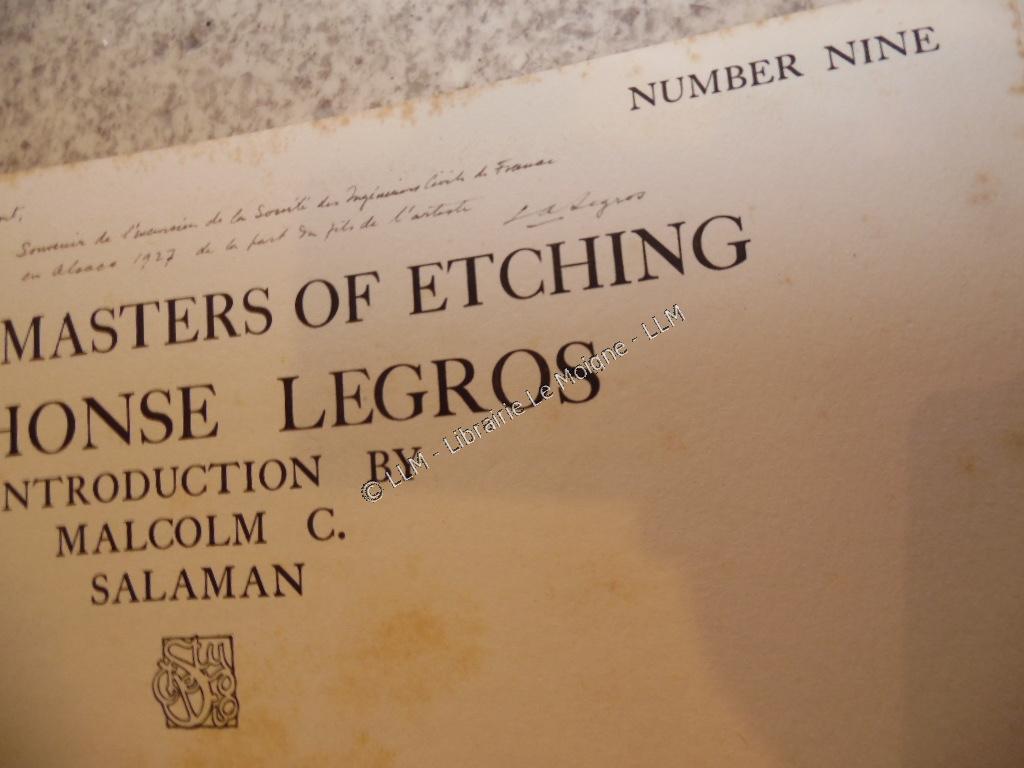 NUMBER NINE
Souvenir de l'excursion de la Société des Ingénieurs Civils de France
en Alsace 1927 de la part du fils de l'artiste L A Legros
MASTERS OF ETCHING
HONSE LEGROS
NTRODUCTION BY
MALCOLM C.
SALAMAN
© LLM - Librairie Le Moigne - LLM